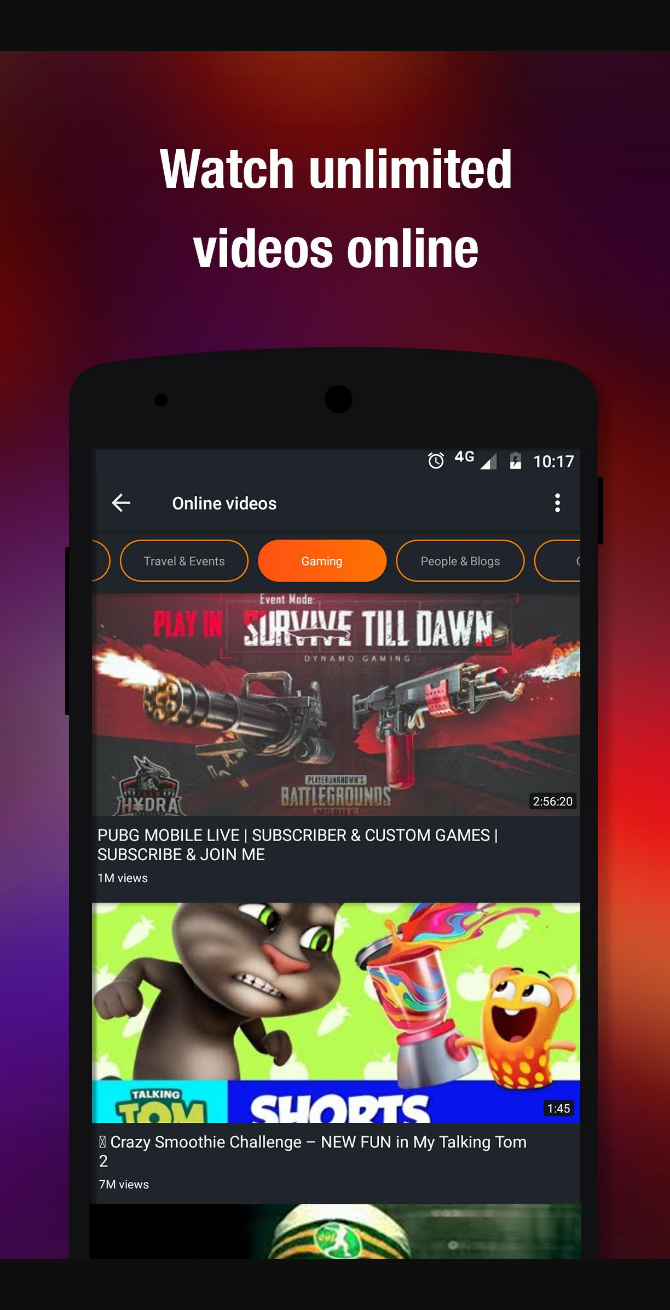 Watch unlimited
videos online
4G 10:17
Online videos
Travel & Events Gaming People & Blogs
Event Mode:
PLAY IN SURVIVE TILL DAWN
DYNAMO GAMING
HYDRA
PLAYERUNKNOWN'S
BATTLEGROUNDS
MOBILE
2:56:20
PUBG MOBILE LIVE | SUBSCRIBER & CUSTOM GAMES |
SUBSCRIBE & JOIN ME
1M views
TALKING
TOM
SHORTS
1:45
Crazy Smoothie Challenge – NEW FUN in My Talking Tom
2
7M views